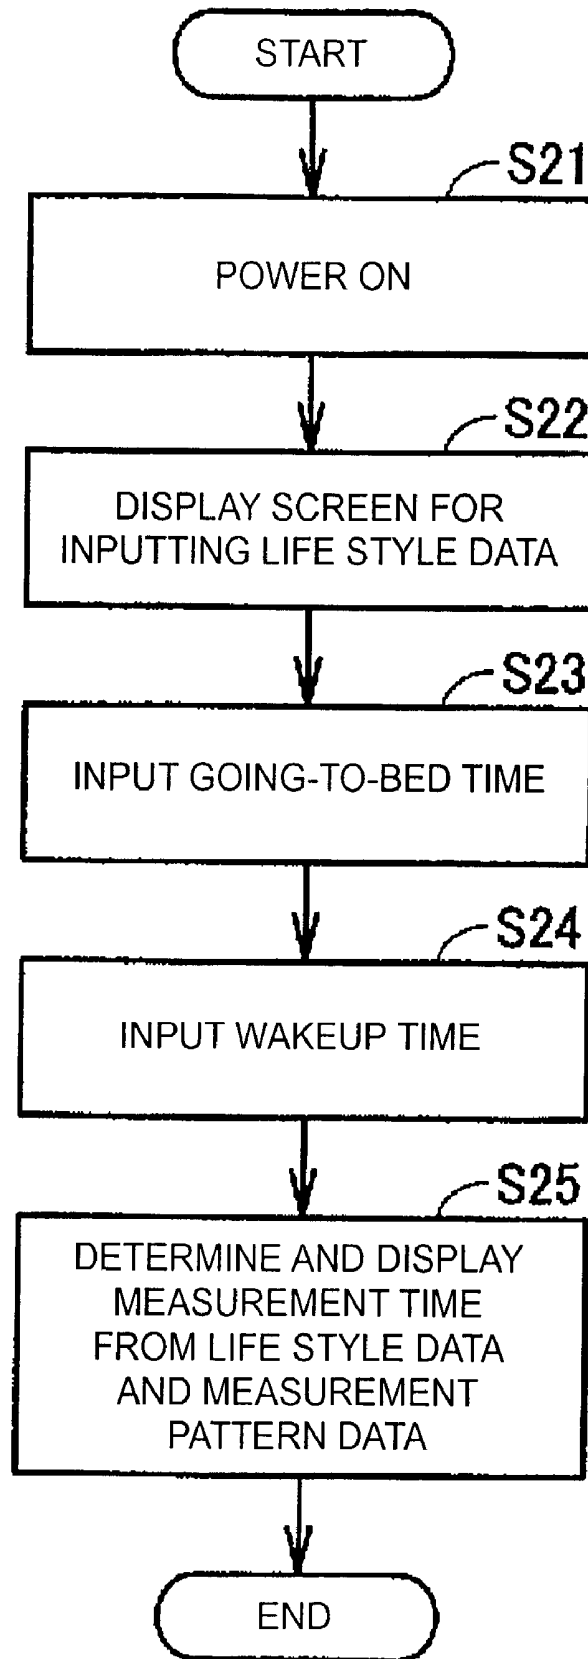 START
S21
POWER ON
S22
DISPLAY SCREEN FOR
INPUTTING LIFE STYLE DATA
S23
INPUT GOING-TO-BED TIME
S24
INPUT WAKEUP TIME
S25
DETERMINE AND DISPLAY
MEASUREMENT TIME
FROM LIFE STYLE DATA
AND MEASUREMENT
PATTERN DATA
END